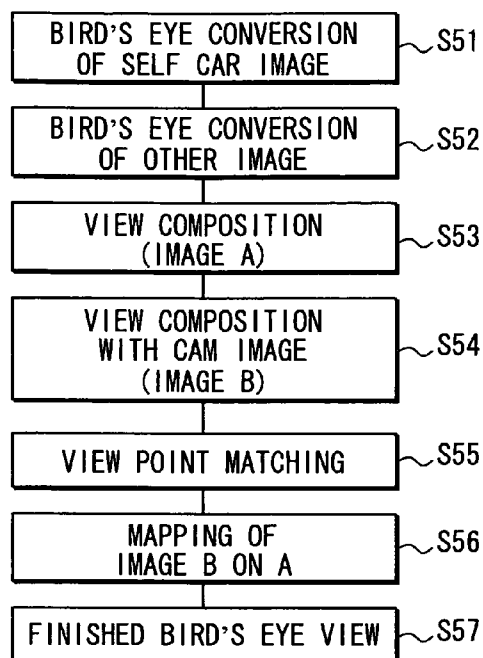 BIRD'S EYE CONVERSION
OF SELF CAR IMAGE
S51
BIRD'S EYE CONVERSION
OF OTHER IMAGE
S52
VIEW COMPOSITION
(IMAGE A)
S53
VIEW COMPOSITION
WITH CAM IMAGE
(IMAGE B)
S54
VIEW POINT MATCHING
S55
MAPPING OF
IMAGE B ON A
S56
FINISHED BIRD'S EYE VIEW
S57